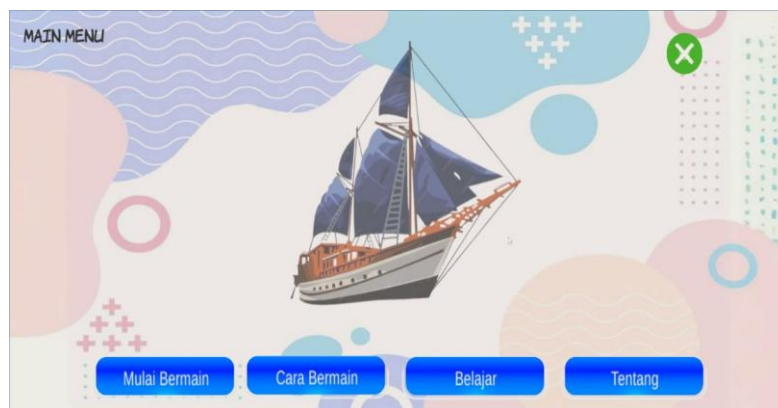 MAIN MENU
Mulai Bermain
Cara Bermain
Belajar
Tentang